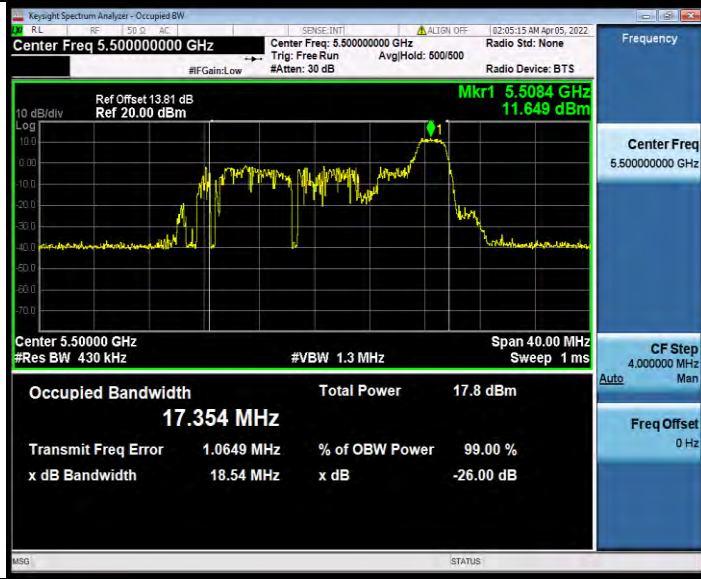 Keysight Spectrum Analyzer - Occupied BW
RL RF 50 Ω AC SENSE:INT ALIGN OFF 02:05:15 AM Apr 05, 2022
Center Freq 5.500000000 GHz
Center Freq: 5.500000000 GHz
Radio Std: None
Trig: Free Run Avg|Hold: 500/500
#IFGain:Low #Atten: 30 dB Radio Device: BTS
Ref Offset 13.81 dB
Mkr1 5.5084 GHz
10 dB/div Ref 20.00 dBm
11.649 dBm
Log
10.0
0.00
-10.0
-20.0
-30.0
-40.0
-50.0
-60.0
-70.0
1
Center 5.50000 GHz Span 40.00 MHz
#Res BW 430 kHz #VBW 1.3 MHz Sweep 1 ms
Occupied Bandwidth Total Power 17.8 dBm
17.354 MHz
Transmit Freq Error 1.0649 MHz % of OBW Power 99.00 %
x dB Bandwidth 18.54 MHz x dB -26.00 dB
Frequency
Center Freq
5.500000000 GHz
CF Step
4.000000 MHz
Auto Man
Freq Offset
0 Hz
MSG STATUS